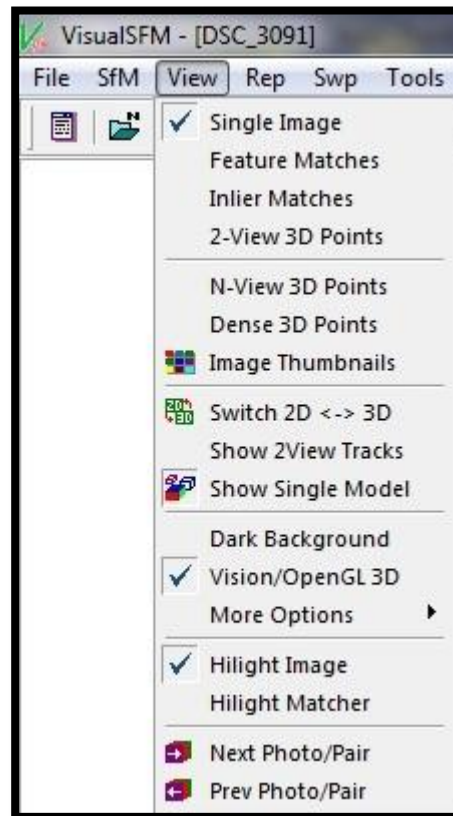 VisualSFM - [DSC_3091]
File SfM View Rep Swp Tools
Single Image
Feature Matches
Inlier Matches
2-View 3D Points
N-View 3D Points
Dense 3D Points
Image Thumbnails
Switch 2D <-> 3D
Show 2View Tracks
Show Single Model
Dark Background
Vision/OpenGL 3D
More Options
Hilight Image
Hilight Matcher
Next Photo/Pair
Prev Photo/Pair